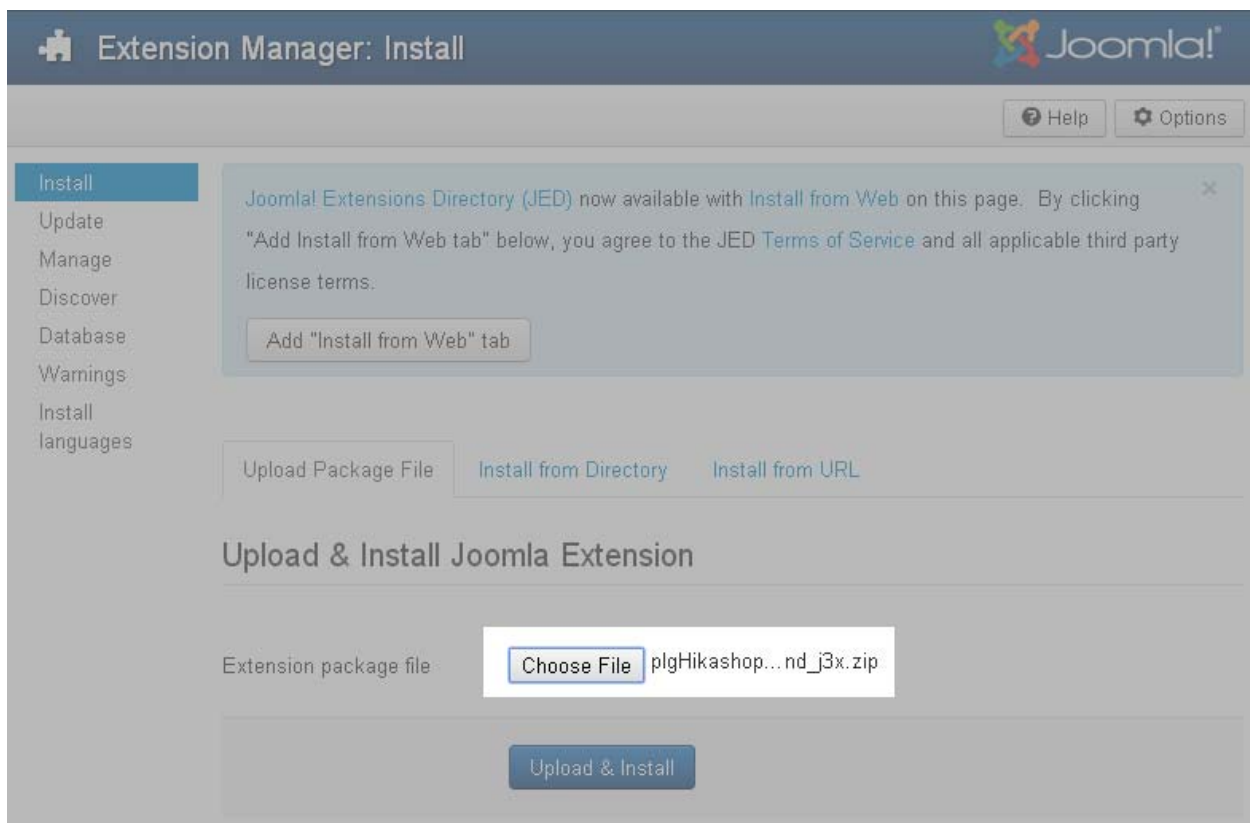 Extension Manager: Install
Joomla!
Help
Options
Install
Update
Manage
Discover
Database
Warnings
Install
languages
Joomla! Extensions Directory (JED) now available with Install from Web on this page. By clicking
"Add Install from Web tab" below, you agree to the JED Terms of Service and all applicable third party
license terms.
Add "Install from Web" tab
Upload Package File
Install from Directory
Install from URL
Upload & Install Joomla Extension
Extension package file
Choose File plgHikashop...nd_j3x.zip
Upload & Install